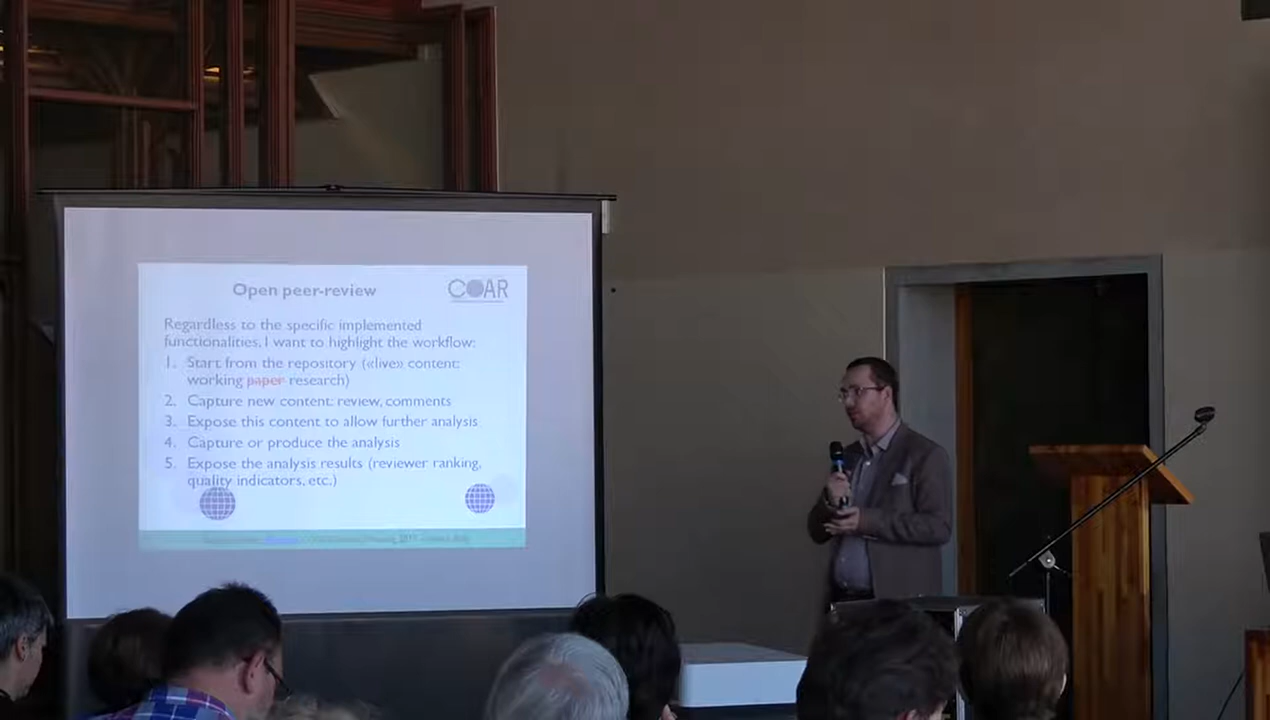 Open peer-review
COAR
Regardless to the specific implemented
functionalities, I want to highlight the workflow:
1. Start from the repository («live» content:
working paper research)
2. Capture new content: review, comments
3. Expose this content to allow further analysis
4. Capture or produce the analysis
5. Expose the analysis results (reviewer ranking,
quality indicators, etc.)